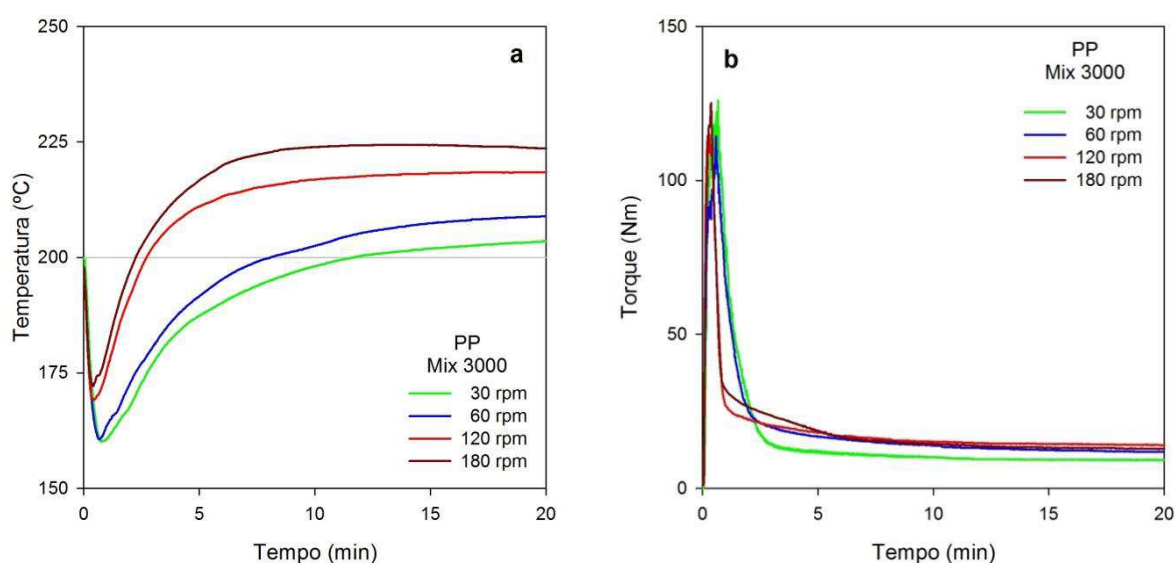 250
225
200
175
150
Temperatura (ºC)
a
PP
Mix 3000
30 rpm
60 rpm
120 rpm
180 rpm
0
5
10
15
20
Tempo (min)
150
100
50
0
Torque (Nm)
b
PP
Mix 3000
30 rpm
60 rpm
120 rpm
180 rpm
0
5
10
15
20
Tempo (min)